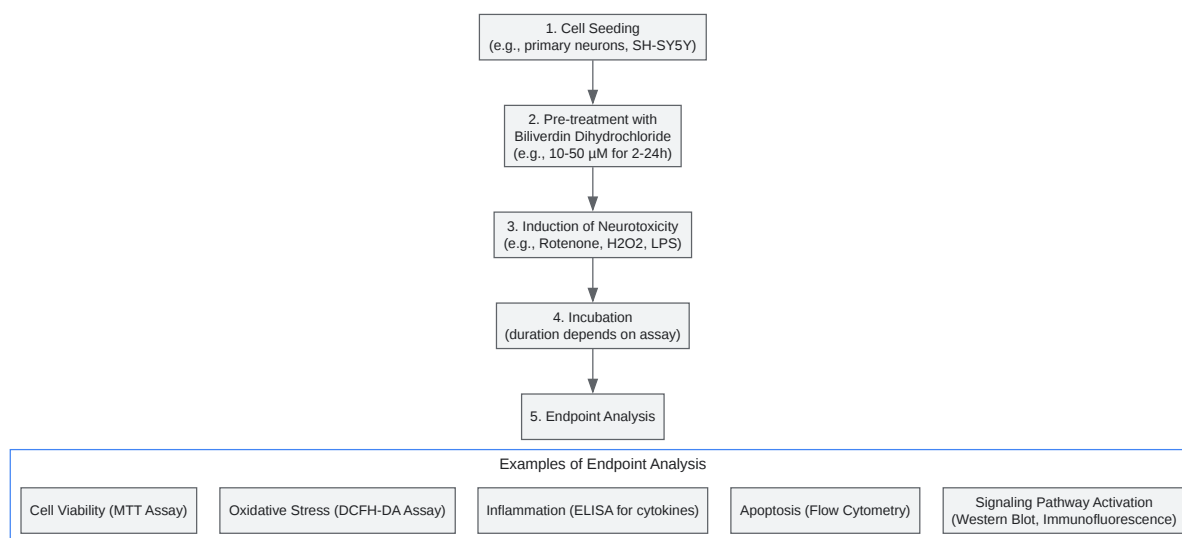 1. Cell Seeding
(e.g., primary neurons, SH-SY5Y)
2. Pre-treatment with
Biliverdin Dihydrochloride
(e.g., 10-50 µM for 2-24h)
3. Induction of Neurotoxicity
(e.g., Rotenone, H2O2, LPS)
4. Incubation
(duration depends on assay)
5. Endpoint Analysis
Examples of Endpoint Analysis
Cell Viability (MTT Assay)
Oxidative Stress (DCFH-DA Assay)
Inflammation (ELISA for cytokines)
Apoptosis (Flow Cytometry)
Signaling Pathway Activation
(Western Blot, Immunofluorescence)